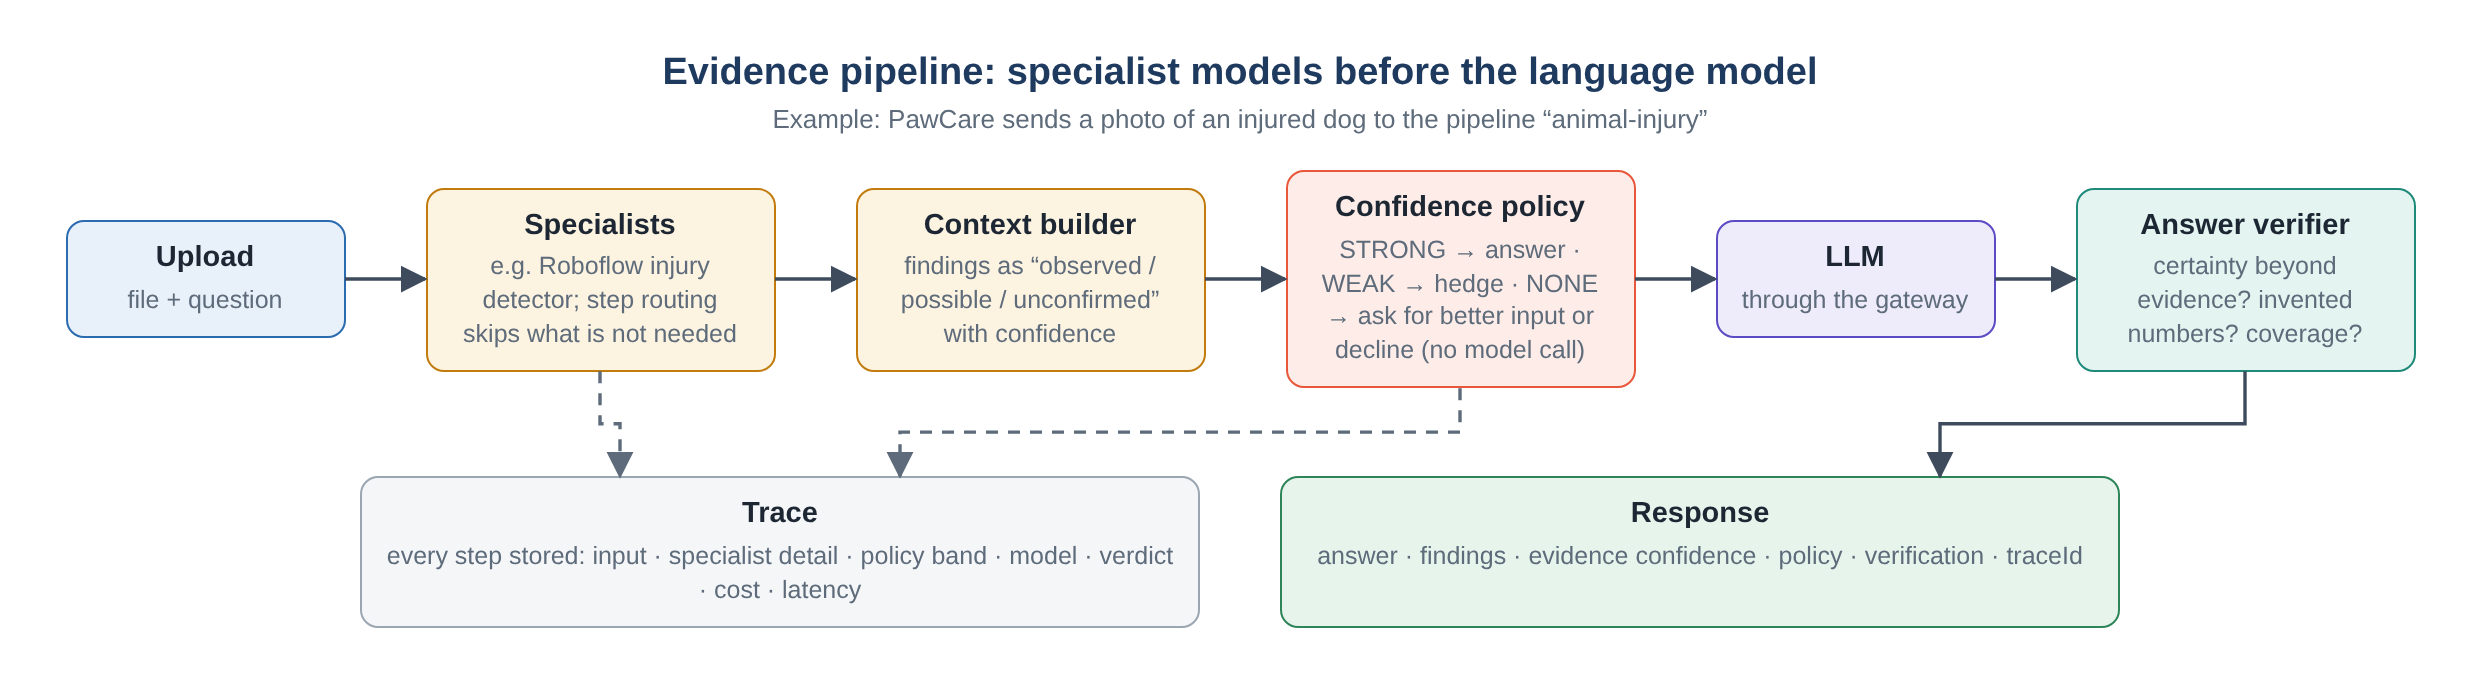 Evidence pipeline: specialist models before the language model
Example: PawCare sends a photo of an injured dog to the pipeline “animal-injury”
Upload
file + question
Specialists
e.g. Roboflow injury
detector; step routing
skips what is not needed
Context builder
findings as “observed /
possible / unconfirmed”
with confidence
Confidence policy
STRONG → answer ·
WEAK → hedge · NONE
→ ask for better input or
decline (no model call)
LLM
through the gateway
Answer verifier
certainty beyond
evidence? invented
numbers? coverage?
Trace
every step stored: input · specialist detail · policy band · model · verdict
· cost · latency
Response
answer · findings · evidence confidence · policy · verification · traceId